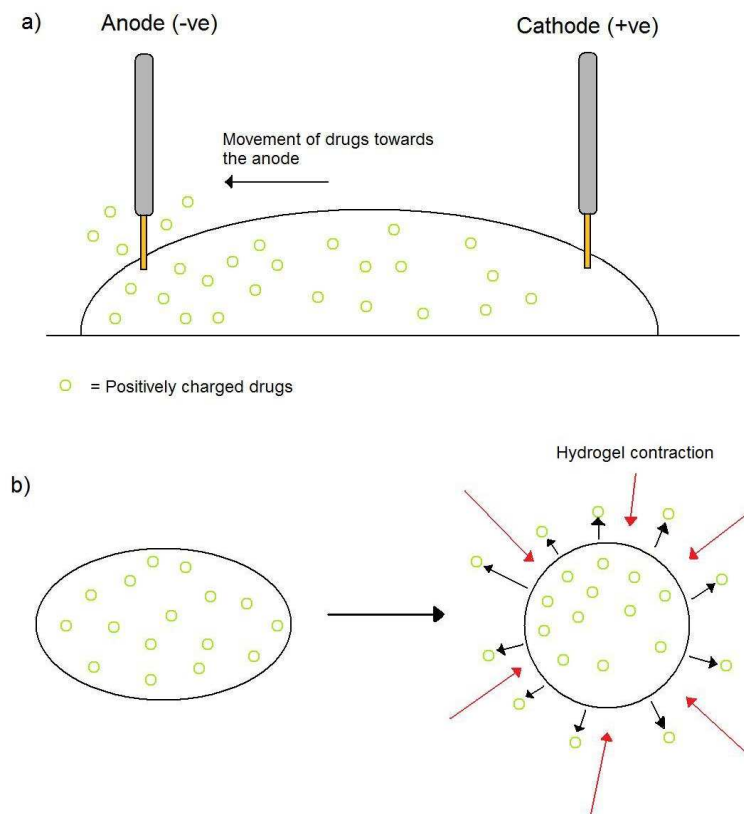 a)
Anode (-ve)
Cathode (+ve)
Movement of drugs towards
the anode
= Positively charged drugs
Hydrogel contraction
b)